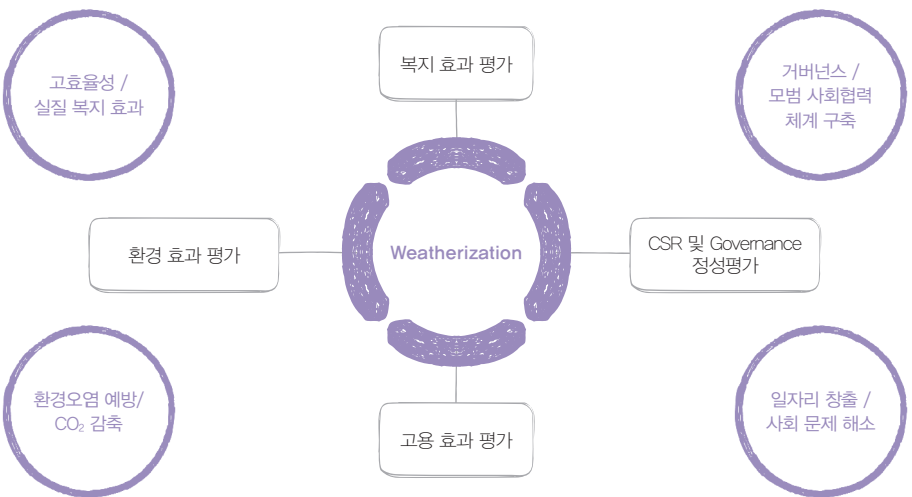 고효율성 /
실질 복지 효과
복지 효과 평가
거버넌스 /
모범 사회협력
체계 구축
환경 효과 평가
Weatherization
CSR 및 Governance
정성평가
환경오염 예방/
CO₂ 감축
고용 효과 평가
일자리 창출 /
사회 문제 해소